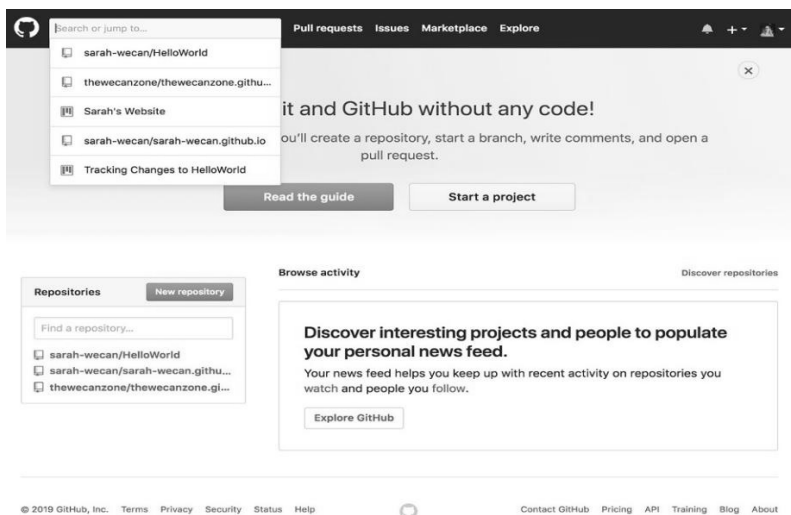 Search or jump to...
Pull requests Issues Marketplace Explore
sarah-wecan/HelloWorld
thewecanzone/thewecanzone.githu...
Sarah's Website
sarah-wecan/sarah-wecan.github.io
Tracking Changes to HelloWorld
it and GitHub without any code!
ou'll create a repository, start a branch, write comments, and open a
pull request.
Read the guide
Start a project
Repositories
New repository
Find a repository...
sarah-wecan/HelloWorld
sarah-wecan/sarah-wecan.githu...
thewecanzone/thewecanzone.gi...
Browse activity
Discover repositories
Discover interesting projects and people to populate
your personal news feed.
Your news feed helps you keep up with recent activity on repositories you
watch and people you follow.
Explore GitHub
© 2019 GitHub, Inc. Terms Privacy Security Status Help
Contact GitHub Pricing API Training Blog About